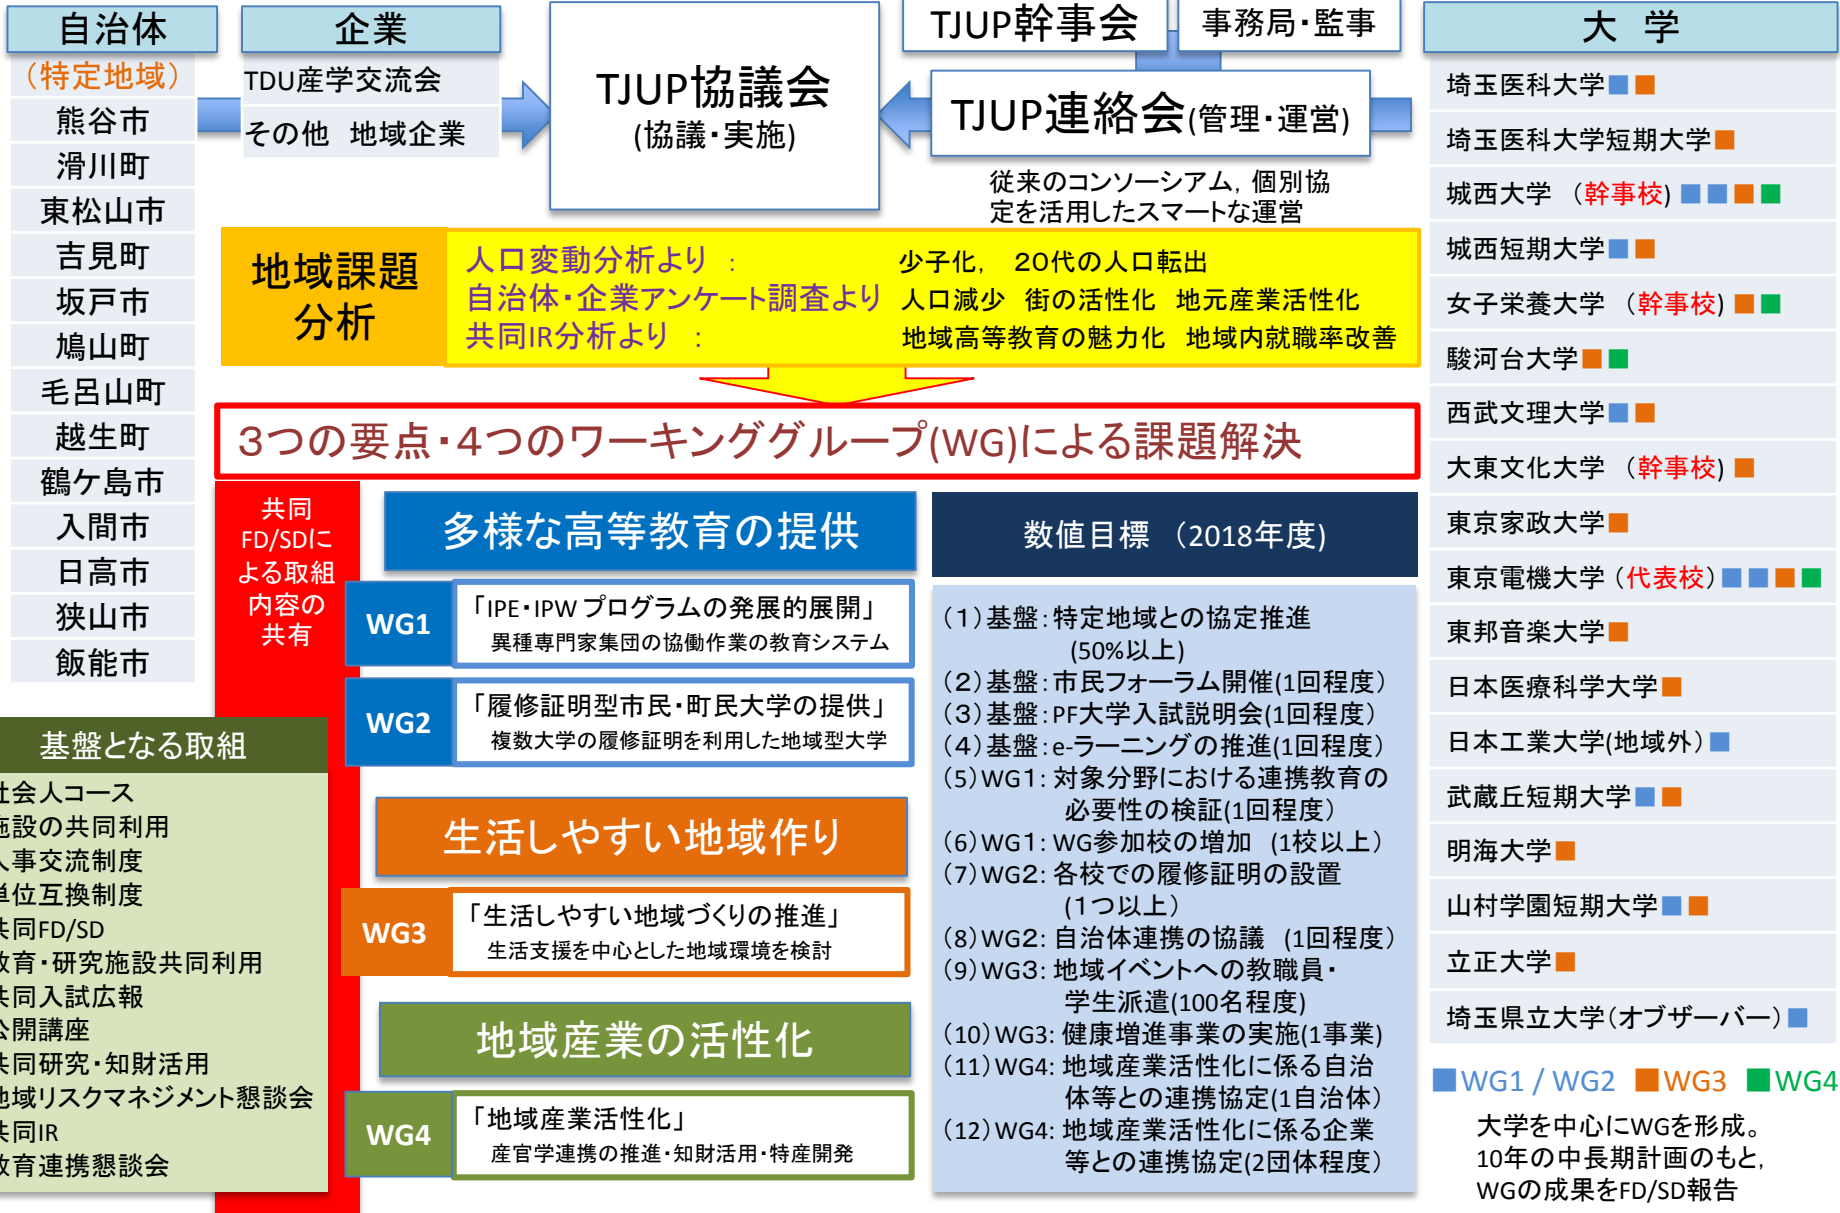 自治体
（特定地域）
熊谷市
滑川町
東松山市
吉見町
坂戸市
鳩山町
毛呂山町
越生町
鶴ケ島市
入間市
日高市
狭山市
飯能市
企業
TDU産学交流会
その他　地域企業
TJUP協議会
(協議・実施)
TJUP幹事会
事務局・監事
TJUP連絡会(管理・運営)
従来のコンソーシアム，個別協
定を活用したスマートな運営
地域課題
分析
人口変動分析より　：　少子化，　20代の人口転出
自治体・企業アンケート調査より　人口減少　街の活性化　地元産業活性化
共同IR分析より　：　地域高等教育の魅力化　地域内就職率改善
３つの要点・４つのワーキンググループ(WG)による課題解決
共同
FD/SDに
よる取組
内容の
共有
多様な高等教育の提供
WG1
「IPE・IPW プログラムの発展的展開」
異種専門家集団の協働作業の教育システム
WG2
「履修証明型市民・町民大学の提供」
複数大学の履修証明を利用した地域型大学
生活しやすい地域作り
WG3
「生活しやすい地域づくりの推進」
生活支援を中心とした地域環境を検討
地域産業の活性化
WG4
「地域産業活性化」
産官学連携の推進・知財活用・特産開発
基盤となる取組
会人コース
設の共同利用
事交流制度
位互換制度
同FD/SD
育・研究施設共同利用
同入試広報
開講座
同研究・知財活用
域リスクマネジメント懇談会
同IR
育連携懇談会
数値目標　（2018年度)
（1）基盤：特定地域との協定推進
(50%以上)
（2）基盤：市民フォーラム開催(1回程度）
（3）基盤：PF大学入試説明会(1回程度）
（4）基盤：e-ラーニングの推進(1回程度）
（5）WG1：対象分野における連携教育の
必要性の検証(1回程度）
（6）WG1：WG参加校の増加　(1校以上）
（7）WG2：各校での履修証明の設置
(1つ以上）
（8）WG2：自治体連携の協議　(1回程度）
（9）WG3：地域イベントへの教職員・
学生派遣(100名程度)
（10）WG3：健康増進事業の実施(1事業)
（11）WG4：地域産業活性化に係る自治
体等との連携協定(1自治体）
（12）WG4：地域産業活性化に係る企業
等との連携協定(2団体程度）
大　学
埼玉医科大学■ ■
埼玉医科大学短期大学■
城西大学　（幹事校) ■ ■ ■ ■
城西短期大学■ ■
女子栄養大学　（幹事校) ■ ■
駿河台大学■ ■
西武文理大学■ ■
大東文化大学　（幹事校) ■
東京家政大学■
東京電機大学（代表校）■ ■ ■ ■
東邦音楽大学■
日本医療科学大学■
日本工業大学(地域外）■
武蔵丘短期大学■ ■
明海大学■
山村学園短期大学■ ■
立正大学■
埼玉県立大学（オブザーバー）■
■WG1 / WG2　■WG3　■WG4
大学を中心にWGを形成。
10年の中長期計画のもと，
WGの成果をFD/SD報告